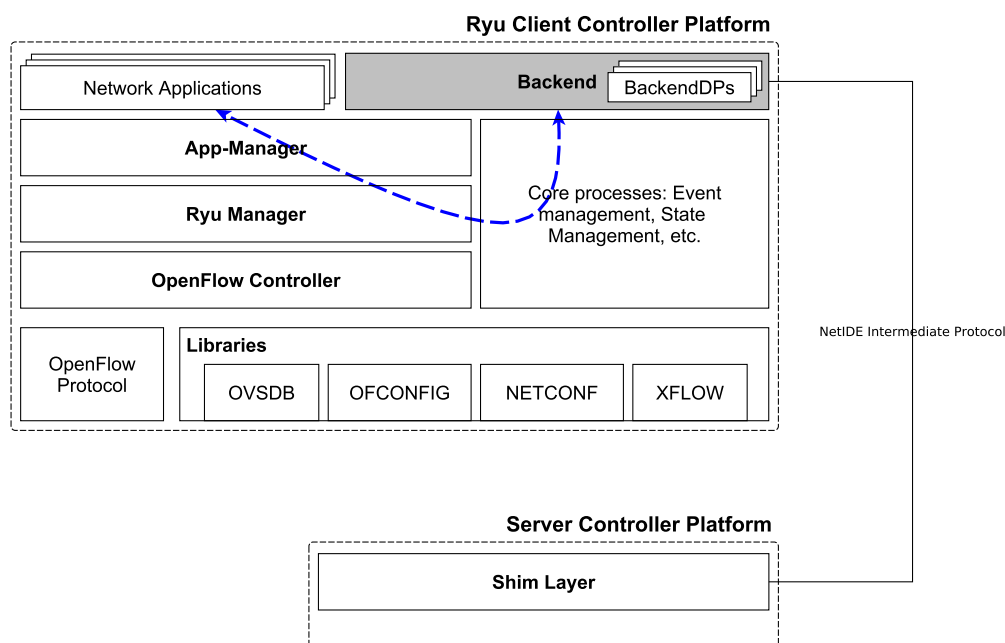 Ryu Client Controller Platform
Network Applications
Backend
BackendDPs
App-Manager
Core processes: Event
management, State
Management, etc.
Ryu Manager
OpenFlow Controller
NetIDE Intermediate Protocol
OpenFlow
Protocol
Libraries
OVSDB
OFCONFIG
NETCONF
XFLOW
Server Controller Platform
Shim Layer